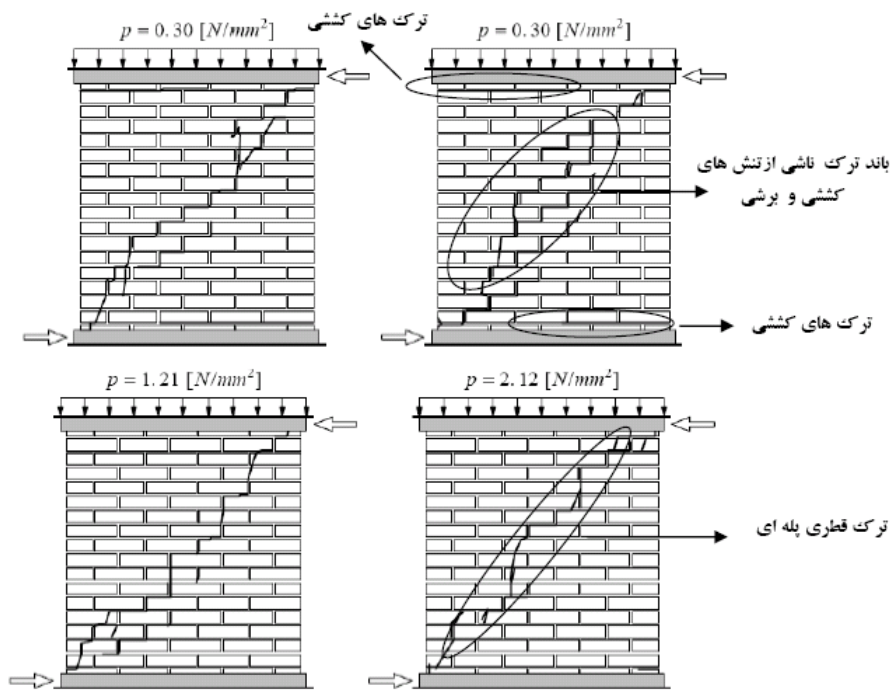 p = 0.30 [N/mm²]
ترک های کششی
p = 0.30 [N/mm²]
باند ترک ناشی ازتنش های
کششی و برشی
ترک های کششی
p = 1.21 [N/mm²]
p = 2.12 [N/mm²]
ترک قطری پله ای